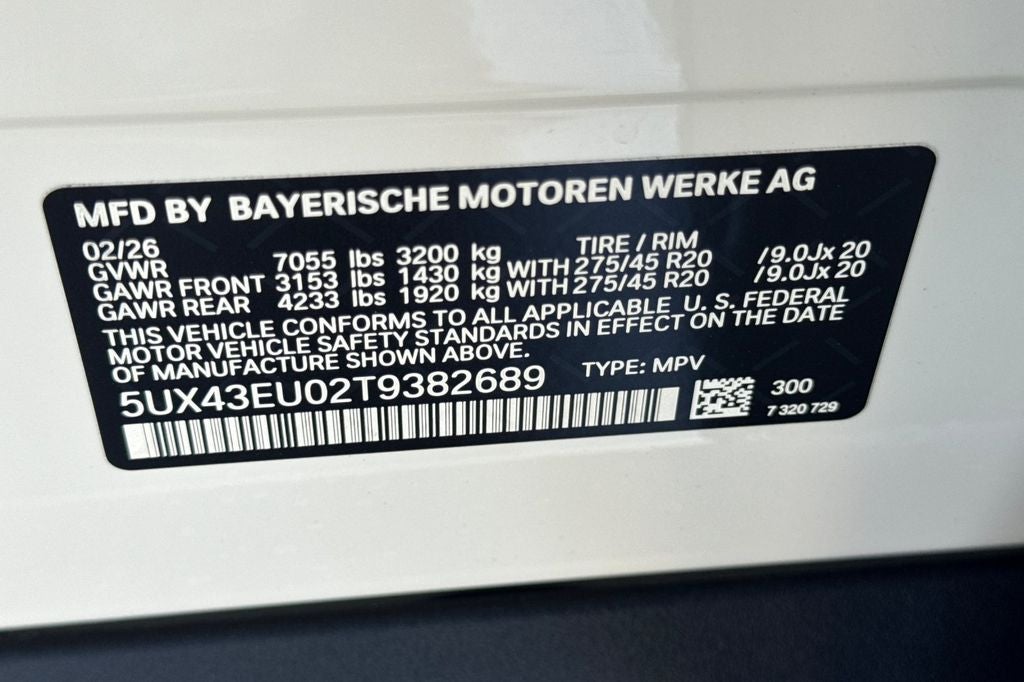 MFD BY BAYERISCHE MOTOREN WERKE AG
02/26 TIRE / RIM
GVWR 7055 lbs 3200 kg
GAWR FRONT 3153 lbs 1430 kg WITH 275/45 R20 /9.0Jx 20
GAWR REAR 4233 lbs 1920 kg WITH 275/45 R20 /9.0Jx 20
THIS VEHICLE CONFORMS TO ALL APPLICABLE U. S. FEDERAL
MOTOR VEHICLE SAFETY STANDARDS IN EFFECT ON THE DATE
OF MANUFACTURE SHOWN ABOVE.
5UX43EU02T9382689 TYPE: MPV
300
7 320 729